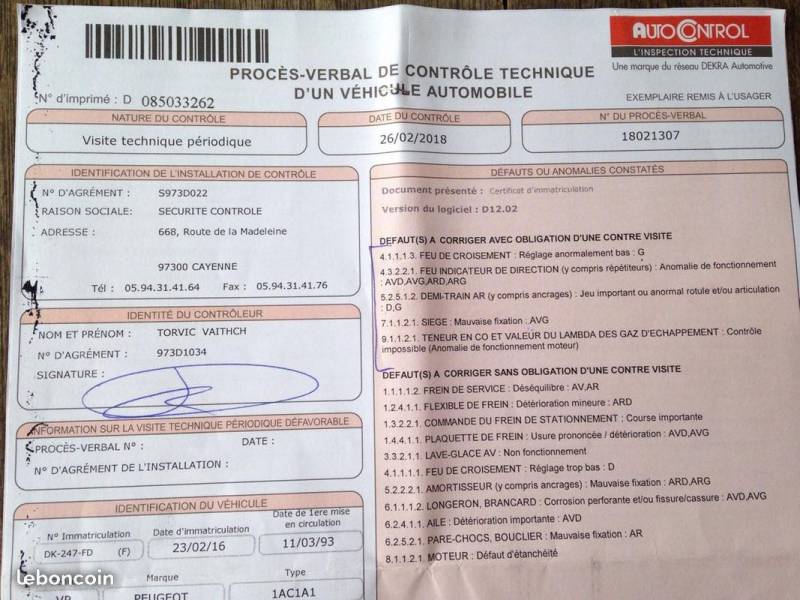 AUTOCONTROL
L'INSPECTION TECHNIQUE
Une marque du réseau DEKRA Automotive
PROCÈS-VERBAL DE CONTRÔLE TECHNIQUE
D'UN VÉHICULE AUTOMOBILE
N° d'imprimé : D 085033262
EXEMPLAIRE REMIS À L'USAGER
NATURE DU CONTRÔLE
Visite technique périodique
DATE DU CONTRÔLE
26/02/2018
N° DU PROCÈS-VERBAL
18021307
IDENTIFICATION DE L'INSTALLATION DE CONTRÔLE
N° D'AGRÉMENT : S973D022
RAISON SOCIALE: SECURITE CONTROLE
ADRESSE : 668, Route de la Madeleine
97300 CAYENNE
Tél : 05.94.31.41.64 Fax : 05.94.31.41.76
IDENTITÉ DU CONTRÔLEUR
NOM ET PRÉNOM : TORVIC VAITHCH
N° D'AGRÉMENT : 973D1034
SIGNATURE :
INFORMATION SUR LA VISITE TECHNIQUE PÉRIODIQUE DÉFAVORABLE
PROCÈS-VERBAL N° : DATE :
N° D'AGRÉMENT DE L'INSTALLATION :
IDENTIFICATION DU VÉHICULE
N° Immatriculation
DK-247-FD (F)
Date d'immatriculation
23/02/16
Date de 1ere mise
en circulation
11/03/93
Marque
PEUGEOT
Type
1AC1A1
VP
DÉFAUTS OU ANOMALIES CONSTATÉS
Document présenté : Certificat d'immatriculation
Version du logiciel : D12.02
DEFAUT(S) A CORRIGER AVEC OBLIGATION D'UNE CONTRE VISITE
4.1.1.1.3. FEU DE CROISEMENT : Réglage anormalement bas : G
4.3.2.2.1. FEU INDICATEUR DE DIRECTION (y compris répétiteurs) : Anomalie de fonctionnement
: AVD,AVG,ARD,ARG
5.2.5.1.2. DEMI-TRAIN AR (y compris ancrages) : Jeu important ou anormal rotule et/ou articulation
: D,G
7.1.1.2.1. SIEGE : Mauvaise fixation : AVG
9.1.1.2.1. TENEUR EN CO ET VALEUR DU LAMBDA DES GAZ D'ECHAPPEMENT : Contrôle
impossible (Anomalie de fonctionnement moteur)
DEFAUT(S) A CORRIGER SANS OBLIGATION D'UNE CONTRE VISITE
1.1.1.1.2. FREIN DE SERVICE : Déséquilibre : AV,AR
1.2.4.1.1. FLEXIBLE DE FREIN : Détérioration mineure : ARD
1.3.2.2.1. COMMANDE DU FREIN DE STATIONNEMENT : Course importante
1.4.4.1.1. PLAQUETTE DE FREIN : Usure prononcée / détérioration : AVD,AVG
3.3.2.1.1. LAVE-GLACE AV : Non fonctionnement
4.1.1.1.1. FEU DE CROISEMENT : Réglage trop bas : D
5.2.2.2.1. AMORTISSEUR (y compris ancrages) : Mauvaise fixation : ARD,ARG
6.1.1.1.2. LONGERON, BRANCARD : Corrosion perforante et/ou fissure/cassure : AVD,AVG
6.2.4.1.1. AILE : Détérioration importante : AVD
6.2.5.2.1. PARE-CHOCS, BOUCLIER : Mauvaise fixation : AR
8.1.1.2.1. MOTEUR : Défaut d'étanchéité
leboncoin